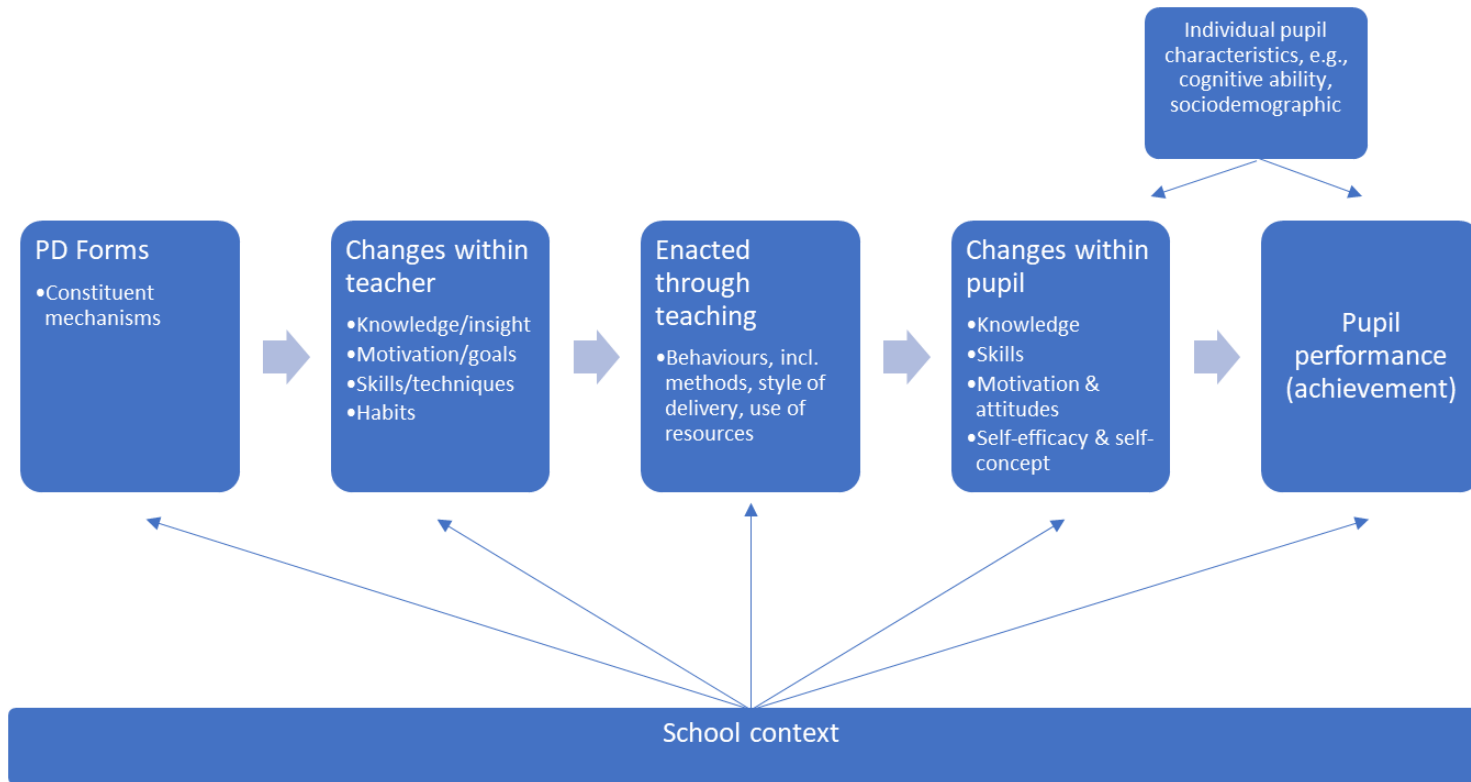 Individual pupil
characteristics, e.g.,
cognitive ability,
sociodemographic
PD Forms
•Constituent
mechanisms
Changes within
teacher
•Knowledge/insight
•Motivation/goals
•Skills/techniques
•Habits
Enacted
through
teaching
•Behaviours, incl.
methods, style of
delivery, use of
resources
Changes within
pupil
•Knowledge
•Skills
•Motivation &
attitudes
•Self-efficacy & self-
concept
Pupil
performance
(achievement)
School context